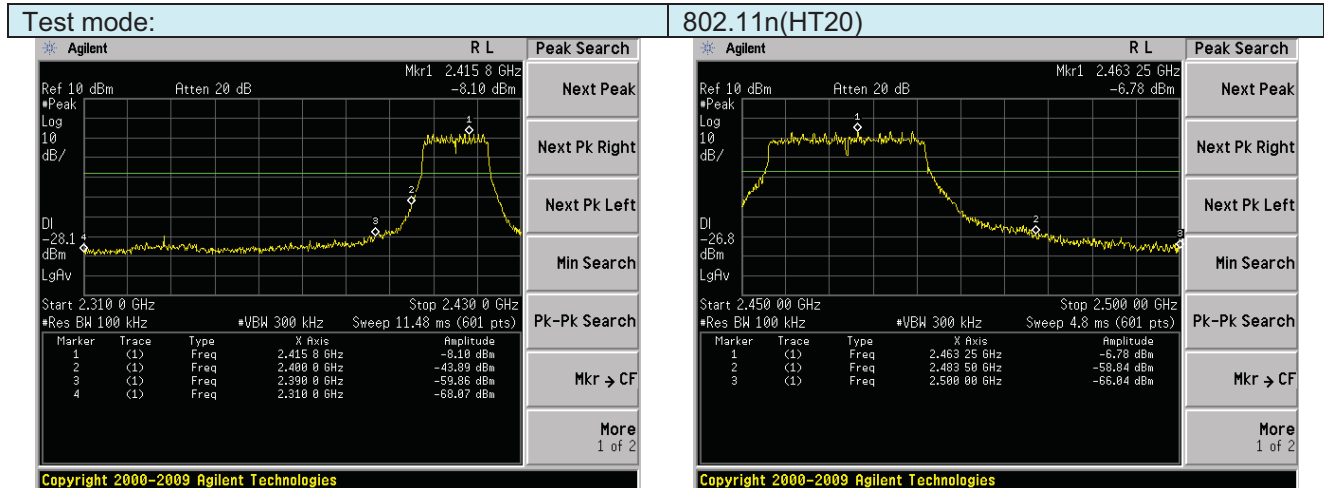 Test mode: 802.11n(HT20)
Agilent R L Peak Search
Mkr1 2.415 8 GHz
Ref 10 dBm Atten 20 dB -8.10 dBm
#Peak
Log
10
dB/
1
2
3
4
DI
-28.1
dBm
LgAv
Start 2.310 0 GHz Stop 2.430 0 GHz
#Res BW 100 kHz #VBW 300 kHz Sweep 11.48 ms (601 pts)
Marker Trace Type X Axis Amplitude
1 (1) Freq 2.415 8 GHz -8.10 dBm
2 (1) Freq 2.400 0 GHz -43.89 dBm
3 (1) Freq 2.390 0 GHz -59.86 dBm
4 (1) Freq 2.310 0 GHz -68.07 dBm
Next Peak
Next Pk Right
Next Pk Left
Min Search
Pk-Pk Search
Mkr → CF
More
1 of 2
Copyright 2000-2009 Agilent Technologies
Agilent R L Peak Search
Mkr1 2.463 25 GHz
Ref 10 dBm Atten 20 dB -6.78 dBm
#Peak
Log
10
dB/
1
2
3
DI
-26.8
dBm
LgAv
Start 2.450 00 GHz Stop 2.500 00 GHz
#Res BW 100 kHz #VBW 300 kHz Sweep 4.8 ms (601 pts)
Marker Trace Type X Axis Amplitude
1 (1) Freq 2.463 25 GHz -6.78 dBm
2 (1) Freq 2.483 50 GHz -58.84 dBm
3 (1) Freq 2.500 00 GHz -66.04 dBm
Next Peak
Next Pk Right
Next Pk Left
Min Search
Pk-Pk Search
Mkr → CF
More
1 of 2
Copyright 2000-2009 Agilent Technologies